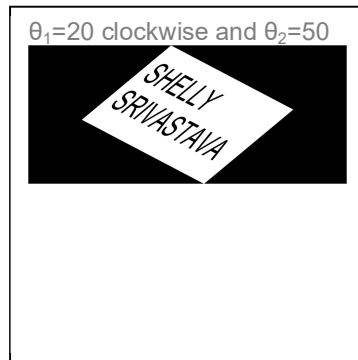 θ₁=20 clockwise and θ₂=50
SHELLY
SRIVASTAVA